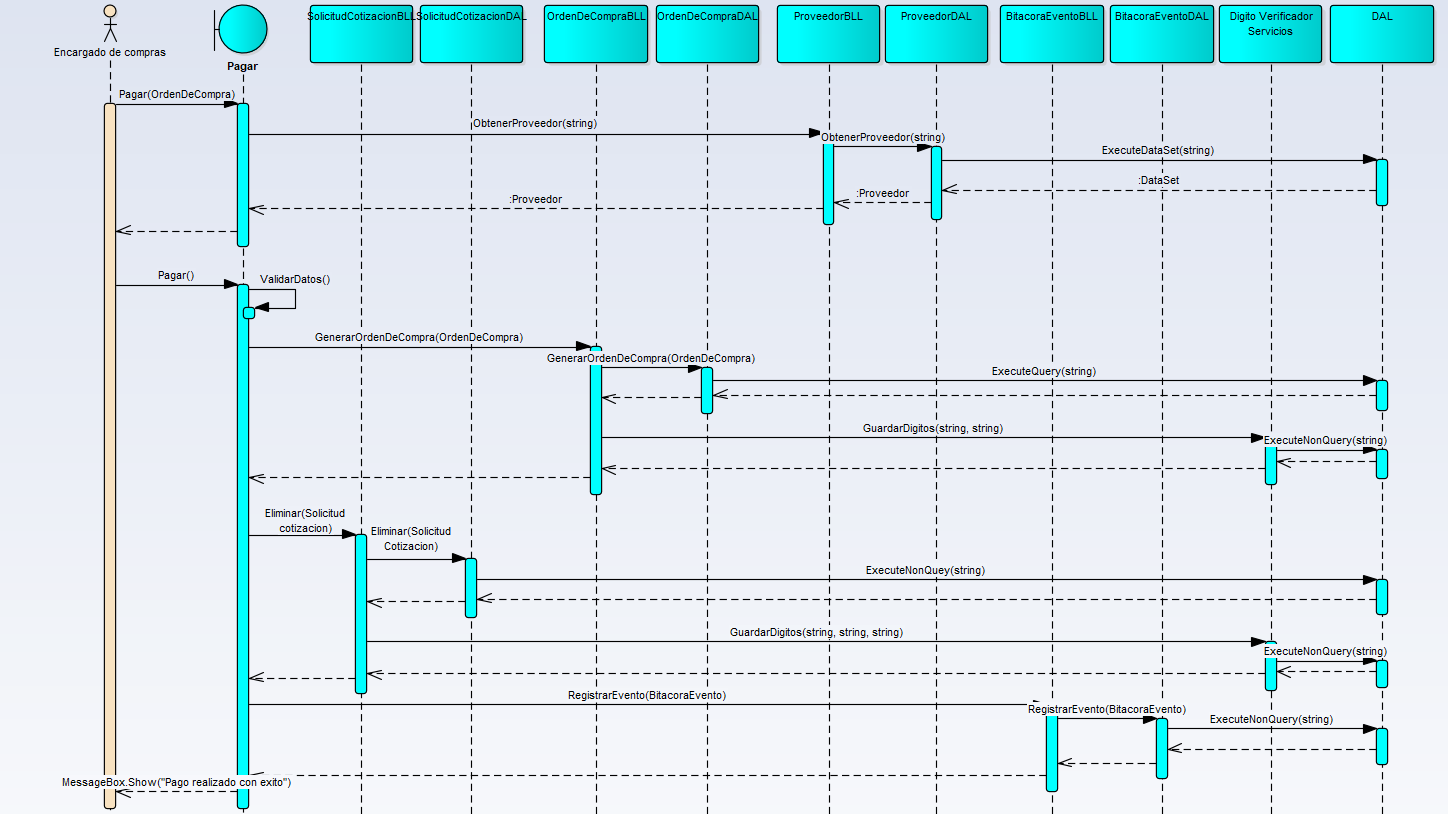 Encargado de compras
Pagar
SolicitudCotizacionBLL
SolicitudCotizacionDAL
OrdenDeCompraBLL
OrdenDeCompraDAL
ProveedorBLL
ProveedorDAL
BitacoraEventoBLL
BitacoraEventoDAL
Digito Verificador
Servicios
DAL
Pagar(OrdenDeCompra)
ObtenerProveedor(string)
ObtenerProveedor(string)
ExecuteDataSet(string)
:DataSet
:Proveedor
:Proveedor
Pagar()
ValidarDatos()
GenerarOrdenDeCompra(OrdenDeCompra)
GenerarOrdenDeCompra(OrdenDeCompra)
ExecuteQuery(string)
GuardarDigitos(string, string)
ExecuteNonQuery(string)
Eliminar(Solicitud
cotizacion)
Eliminar(Solicitud
Cotizacion)
ExecuteNonQuey(string)
GuardarDigitos(string, string, string)
ExecuteNonQuery(string)
RegistrarEvento(BitacoraEvento)
RegistrarEvento(BitacoraEvento)
ExecuteNonQuery(string)
MessageBox.Show("Pago realizado con exito")